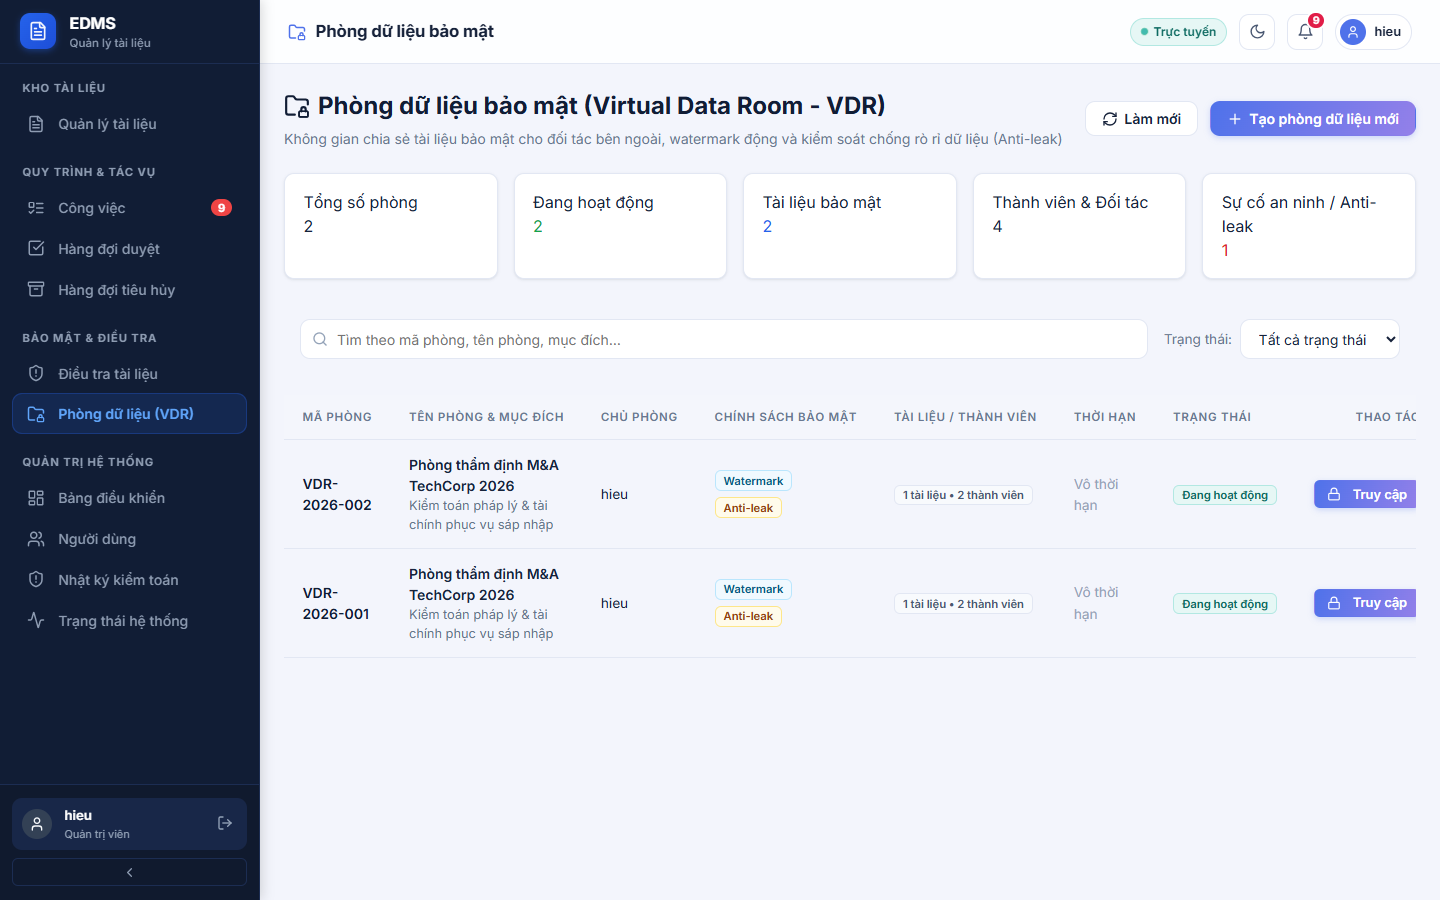 EDMS
Quản lý tài liệu
KHO TÀI LIỆU
Quản lý tài liệu
QUY TRÌNH & TÁC VỤ
Công việc
9
Hàng đợi duyệt
Hàng đợi tiêu hủy
BẢO MẬT & ĐIỀU TRA
Điều tra tài liệu
Phòng dữ liệu (VDR)
QUẢN TRỊ HỆ THỐNG
Bảng điều khiển
Người dùng
Nhật ký kiểm toán
Trạng thái hệ thống
hieu
Quản trị viên
Phòng dữ liệu bảo mật
Trực tuyến
9
hieu
Phòng dữ liệu bảo mật (Virtual Data Room - VDR)
Không gian chia sẻ tài liệu bảo mật cho đối tác bên ngoài, watermark động và kiểm soát chống rò rỉ dữ liệu (Anti-leak)
Làm mới
Tạo phòng dữ liệu mới
Tổng số phòng
2
Đang hoạt động
2
Tài liệu bảo mật
2
Thành viên & Đối tác
4
Sự cố an ninh / Anti-
leak
1
Tìm theo mã phòng, tên phòng, mục đích...
Trạng thái:
Tất cả trạng thái
MÃ PHÒNG
TÊN PHÒNG & MỤC ĐÍCH
CHỦ PHÒNG
CHÍNH SÁCH BẢO MẬT
TÀI LIỆU / THÀNH VIÊN
THỜI HẠN
TRẠNG THÁI
THAO TÁC
VDR-
2026-002
Phòng thẩm định M&A
TechCorp 2026
Kiểm toán pháp lý & tài
chính phục vụ sáp nhập
hieu
Watermark
Anti-leak
1 tài liệu • 2 thành viên
Vô thời
hạn
Đang hoạt động
Truy cập
VDR-
2026-001
Phòng thẩm định M&A
TechCorp 2026
Kiểm toán pháp lý & tài
chính phục vụ sáp nhập
hieu
Watermark
Anti-leak
1 tài liệu • 2 thành viên
Vô thời
hạn
Đang hoạt động
Truy cập